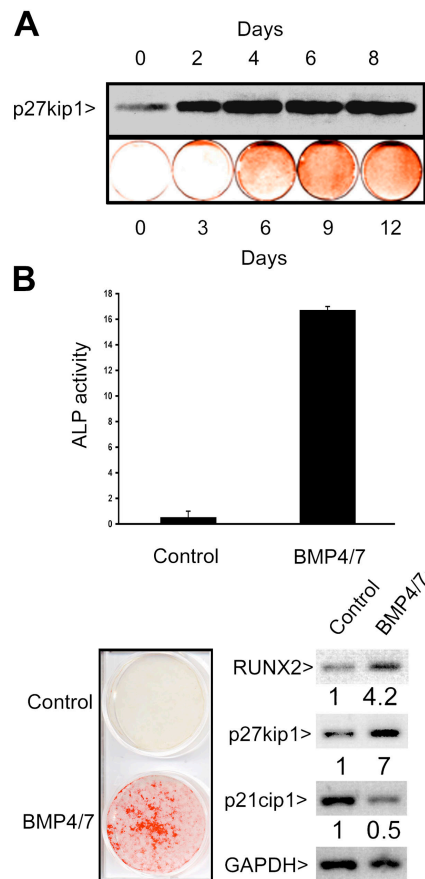 A
Days
0 2 4 6 8
p27kip1>
0 3 6 9 12
Days
B
ALP activity
18
16
14
12
10
8
6
4
2
0
Control BMP4/7
Control BMP4/7
RUNX2>
1 4.2
Control
p27kip1>
1 7
p21cip1>
BMP4/7
1 0.5
GAPDH>